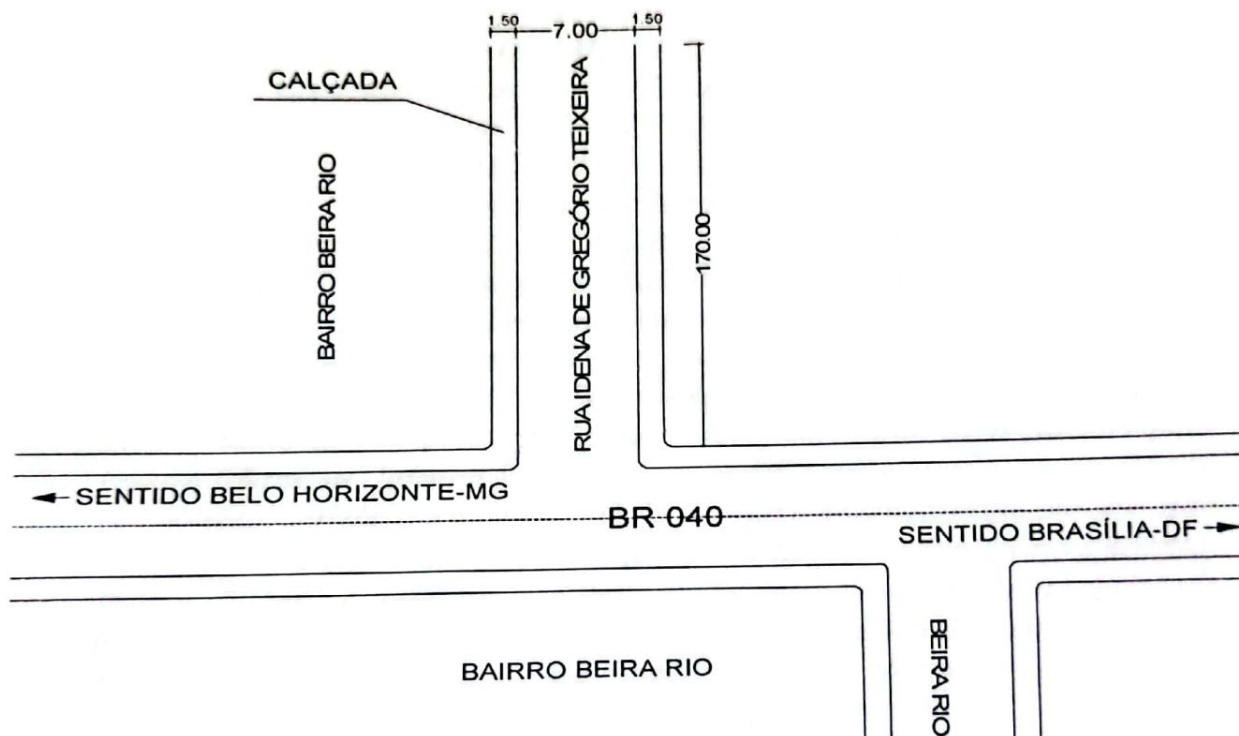 1.50
7.00
1.50
CALÇADA
BAIRRO BEIRA RIO
RUA IDENA DE GREGÓRIO TEIXEIRA
170.00
SENTIDO BELO HORIZONTE-MG
BR 040
SENTIDO BRASÍLIA-DF
BAIRRO BEIRA RIO
BEIRA RIO